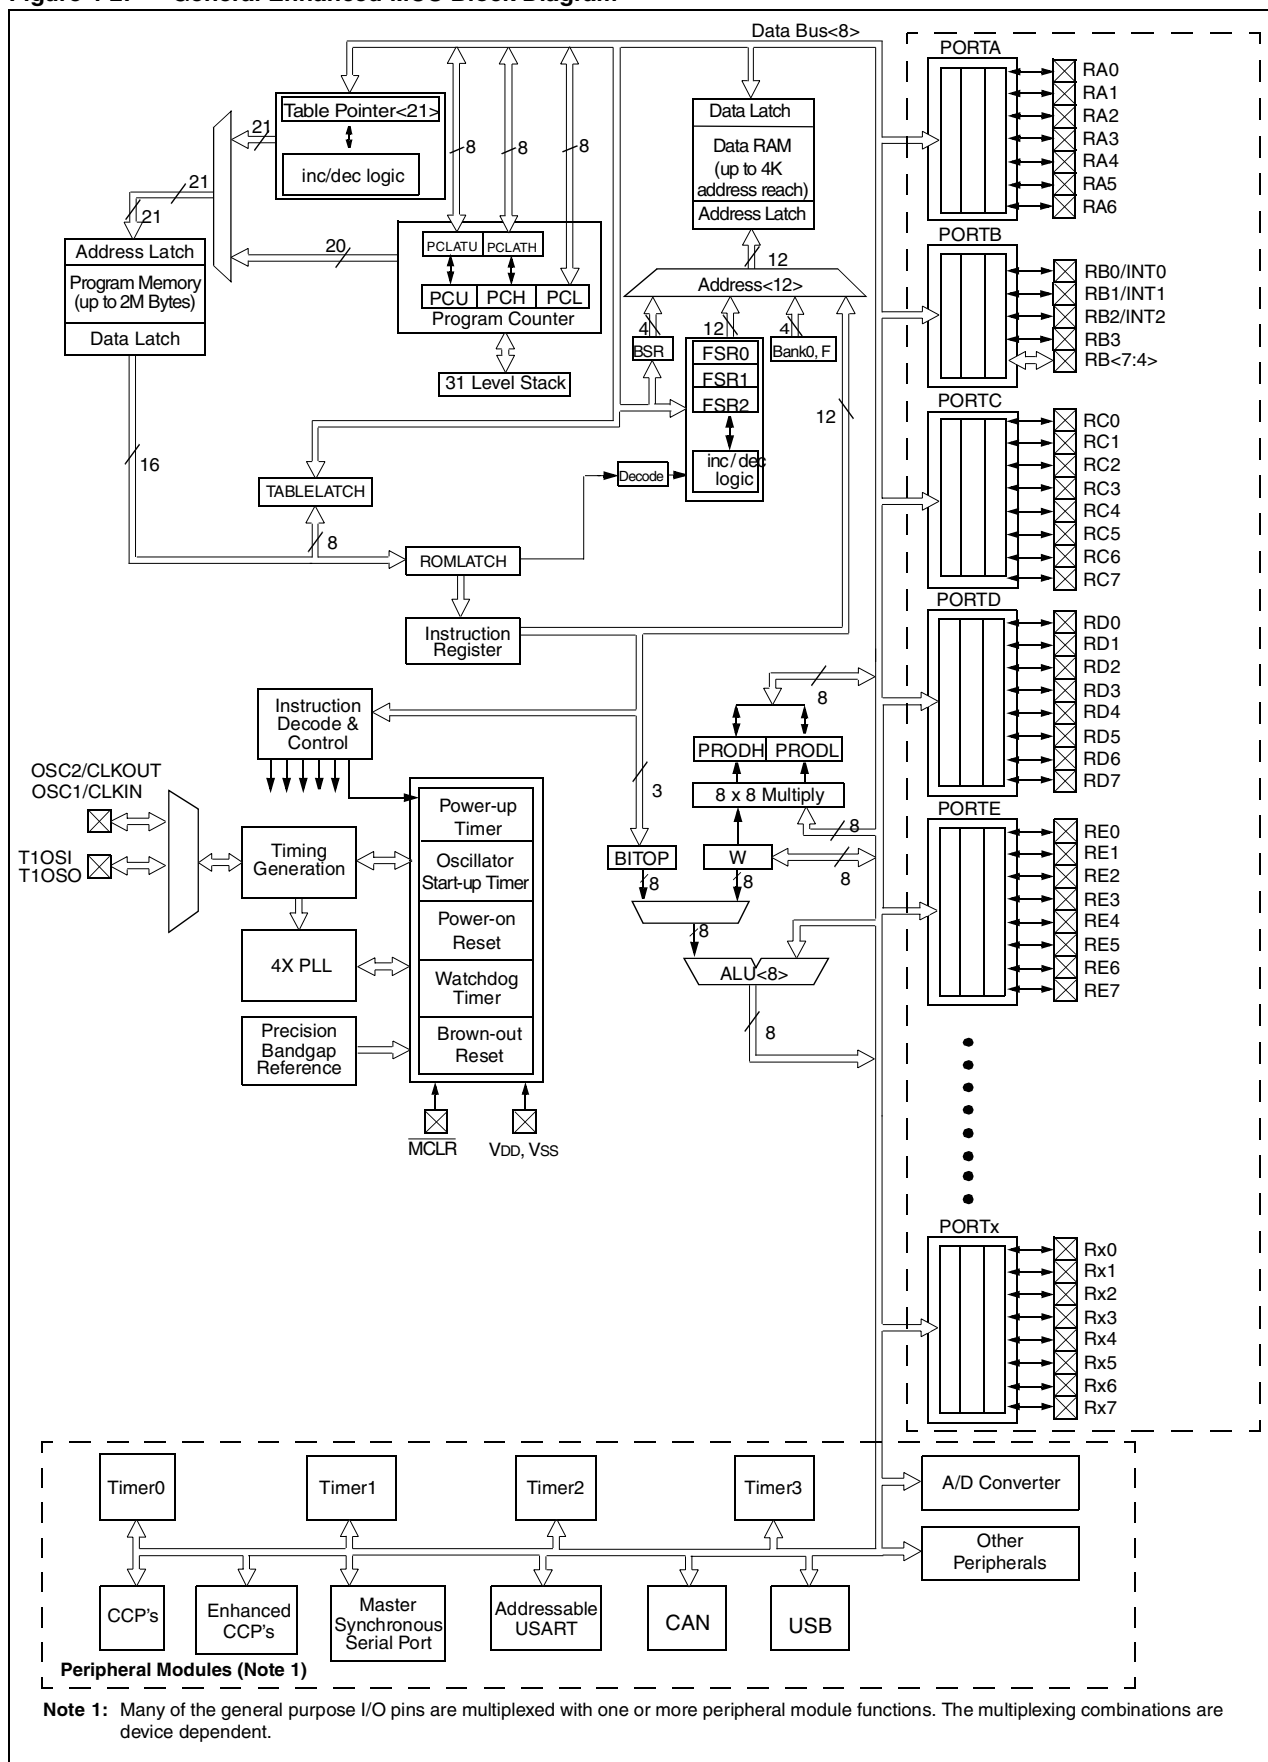 Figure 1-2: General Enhanced MCU Block Diagram
Data Bus<8>
Table Pointer<21>
inc/dec logic
21
21
21
20
8
8
8
Address Latch
Program Memory
(up to 2M Bytes)
Data Latch
PCLATU
PCLATH
PCU
PCH
PCL
Program Counter
31 Level Stack
Data Latch
Data RAM
(up to 4K
address reach)
Address Latch
12
Address<12>
4
12
4
BSR
FSR0
FSR1
FSR2
Bank0, F
inc/dec
logic
12
16
TABLELATCH
8
Decode
ROMLATCH
Instruction
Register
Instruction
Decode &
Control
8
PRODH
PRODL
8 x 8 Multiply
3
8
BITOP
W
8
8
8
8
ALU<8>
8
OSC2/CLKOUT
OSC1/CLKIN
T1OSI
T1OSO
Timing
Generation
4X PLL
Precision
Bandgap
Reference
Power-up
Timer
Oscillator
Start-up Timer
Power-on
Reset
Watchdog
Timer
Brown-out
Reset
MCLR
VDD, VSS
PORTA
RA0
RA1
RA2
RA3
RA4
RA5
RA6
PORTB
RB0/INT0
RB1/INT1
RB2/INT2
RB3
RB<7:4>
PORTC
RC0
RC1
RC2
RC3
RC4
RC5
RC6
RC7
PORTD
RD0
RD1
RD2
RD3
RD4
RD5
RD6
RD7
PORTE
RE0
RE1
RE2
RE3
RE4
RE5
RE6
RE7
PORTx
Rx0
Rx1
Rx2
Rx3
Rx4
Rx5
Rx6
Rx7
Timer0
Timer1
Timer2
Timer3
A/D Converter
Other
Peripherals
CCP's
Enhanced
CCP's
Master
Synchronous
Serial Port
Addressable
USART
CAN
USB
Peripheral Modules (Note 1)
Note 1: Many of the general purpose I/O pins are multiplexed with one or more peripheral module functions. The multiplexing combinations are
device dependent.